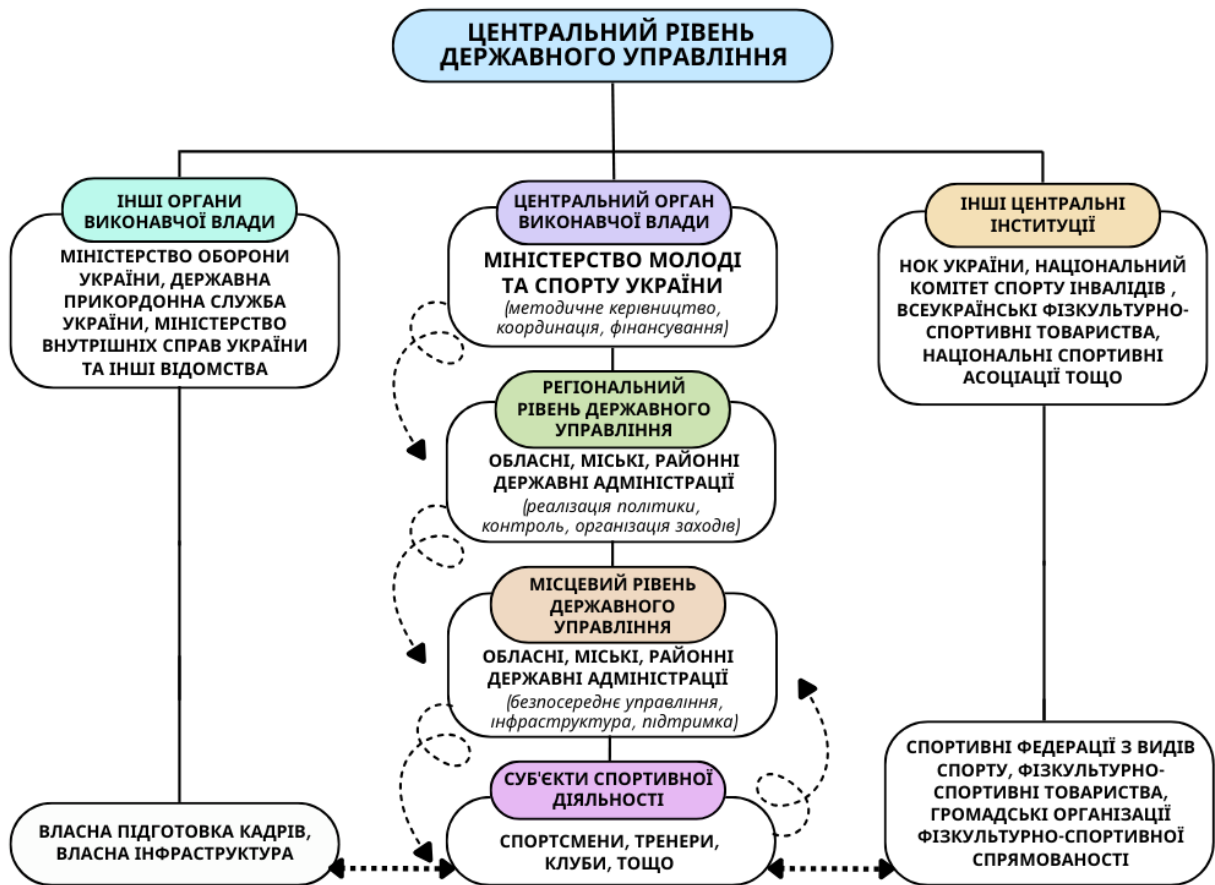 ЦЕНТРАЛЬНИЙ РІВЕНЬ
ДЕРЖАВНОГО УПРАВЛІННЯ
ІНШІ ОРГАНИ
ВИКОНАВЧОЇ ВЛАДИ
МІНІСТЕРСТВО ОБОРОНИ
УКРАЇНИ, ДЕРЖАВНА
ПРИКОРДОННА СЛУЖБА
УКРАЇНИ, МІНІСТЕРСТВО
ВНУТРІШНІХ СПРАВ УКРАЇНИ
ТА ІНШІ ВІДОМСТВА
ЦЕНТРАЛЬНИЙ ОРГАН
ВИКОНАВЧОЇ ВЛАДИ
МІНІСТЕРСТВО МОЛОДІ
ТА СПОРТУ УКРАЇНИ
(методичне керівництво,
координація, фінансування)
ІНШІ ЦЕНТРАЛЬНІ
ІНСТИТУЦІЇ
НОК УКРАЇНИ, НАЦІОНАЛЬНИЙ
КОМІТЕТ СПОРТУ ІНВАЛІДІВ ,
ВСЕУКРАЇНСЬКІ ФІЗКУЛЬТУРНО-
СПОРТИВНІ ТОВАРИСТВА,
НАЦІОНАЛЬНІ СПОРТИВНІ
АСОЦІАЦІЇ ТОЩО
РЕГІОНАЛЬНИЙ
РІВЕНЬ ДЕРЖАВНОГО
УПРАВЛІННЯ
ОБЛАСНІ, МІСЬКІ, РАЙОННІ
ДЕРЖАВНІ АДМІНІСТРАЦІЇ
(реалізація політики,
контроль, організація заходів)
МІСЦЕВИЙ РІВЕНЬ
ДЕРЖАВНОГО
УПРАВЛІННЯ
ОБЛАСНІ, МІСЬКІ, РАЙОННІ
ДЕРЖАВНІ АДМІНІСТРАЦІЇ
(безпосереднє управління,
інфраструктура, підтримка)
СУБ'ЄКТИ СПОРТИВНОЇ
ДІЯЛЬНОСТІ
СПОРТСМЕНИ, ТРЕНЕРИ,
КЛУБИ, ТОЩО
ВЛАСНА ПІДГОТОВКА КАДРІВ,
ВЛАСНА ІНФРАСТРУКТУРА
СПОРТИВНІ ФЕДЕРАЦІЇ З ВИДІВ
СПОРТУ, ФІЗКУЛЬТУРНО-
СПОРТИВНІ ТОВАРИСТВА,
ГРОМАДСЬКІ ОРГАНІЗАЦІЇ
ФІЗКУЛЬТУРНО-СПОРТИВНОЇ
СПРЯМОВАНОСТІ